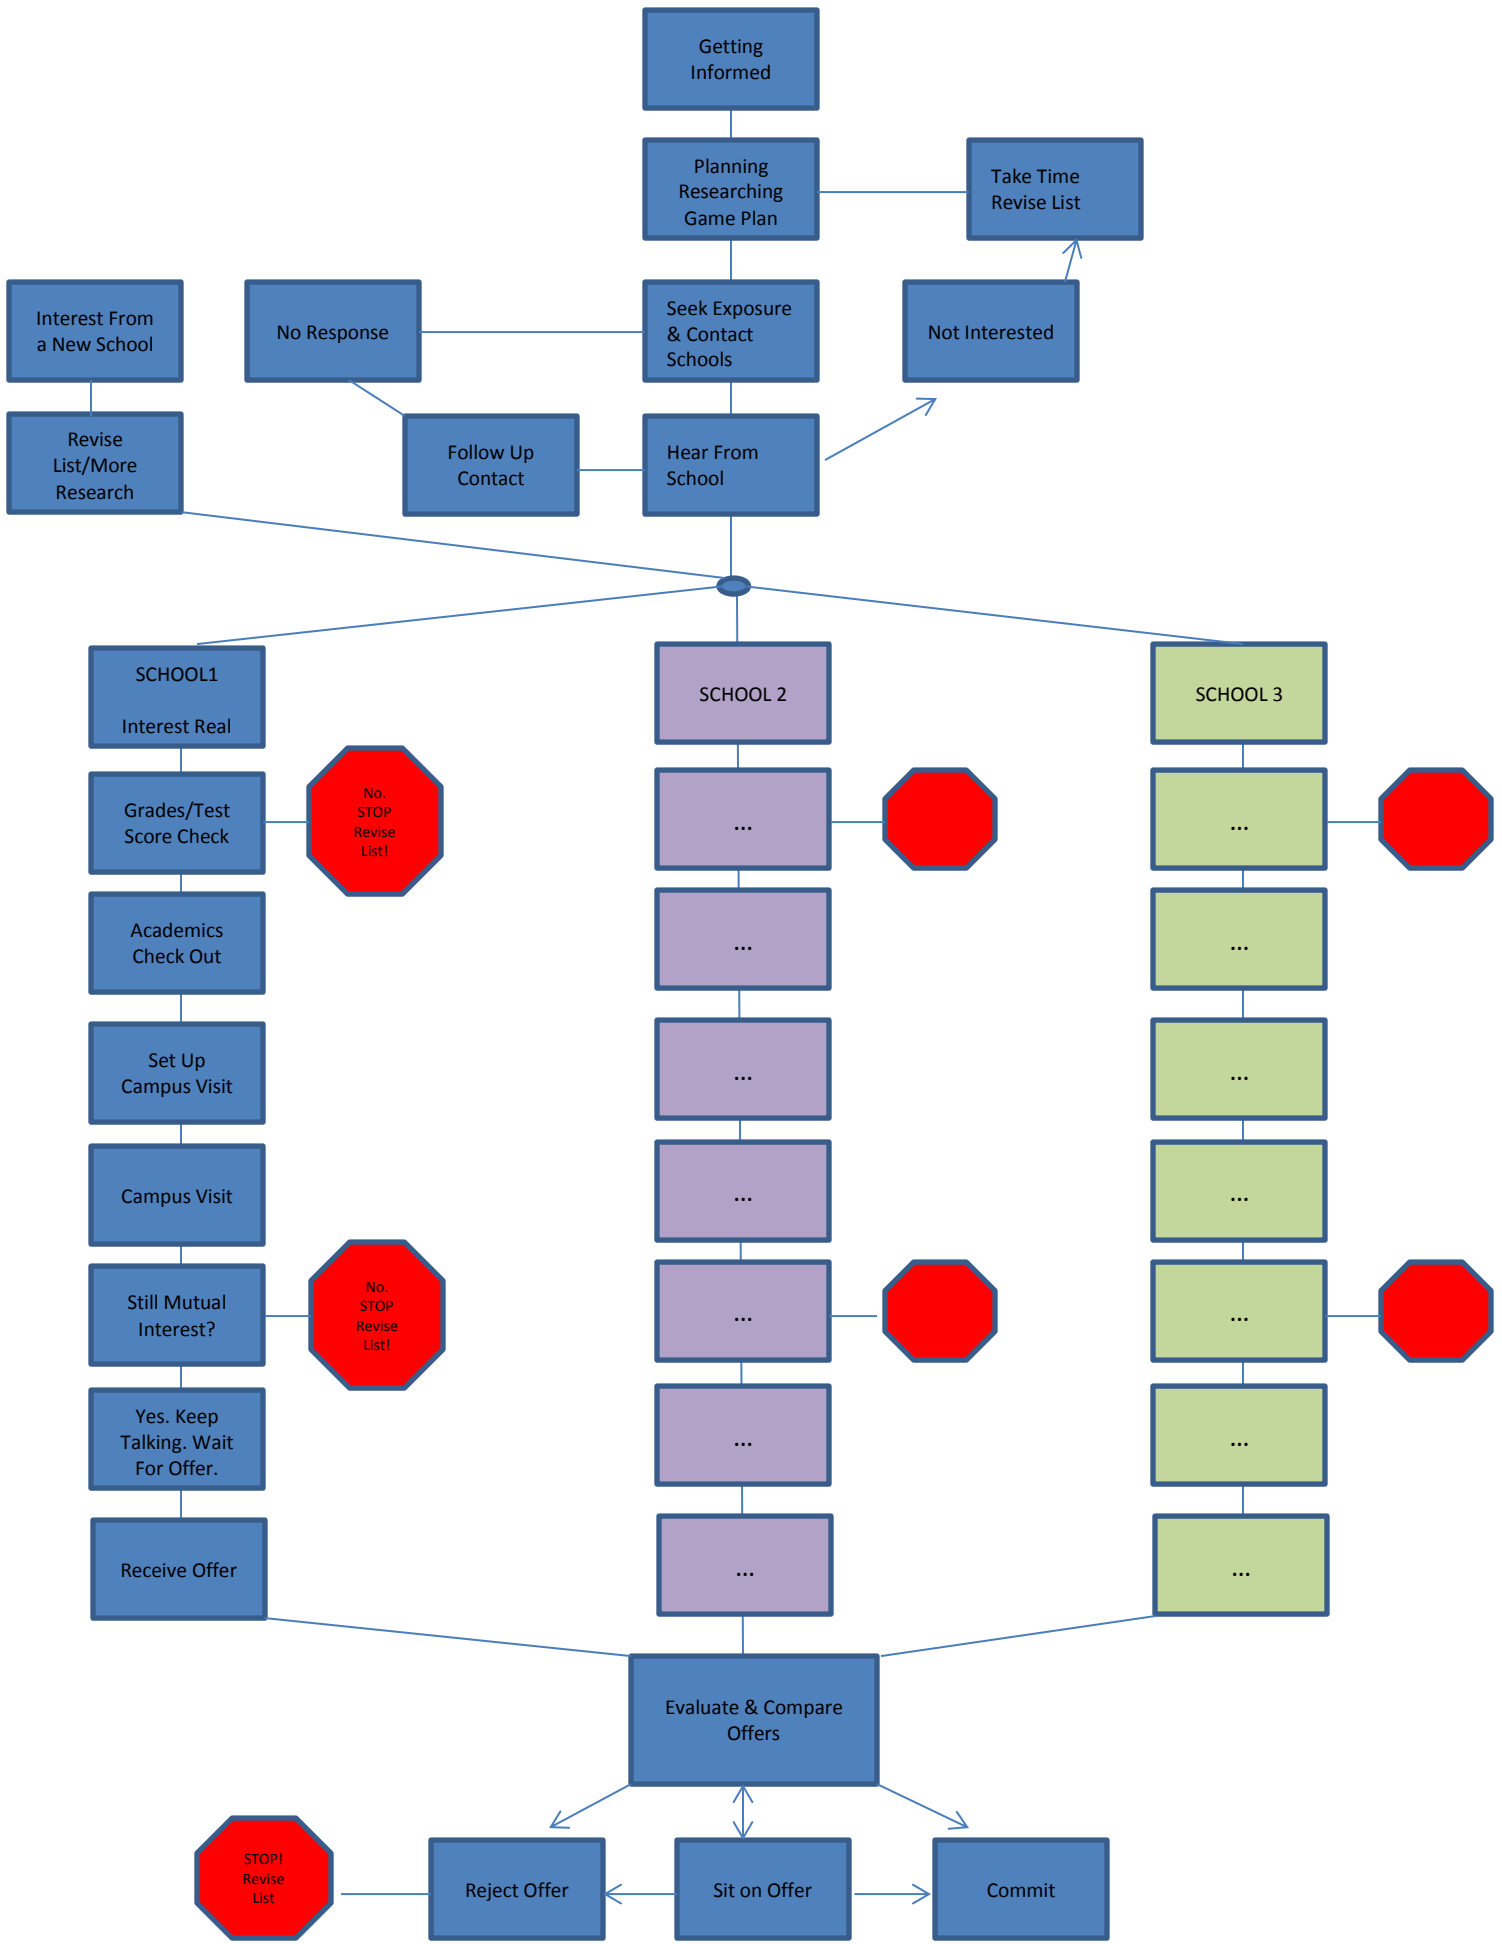 Getting
Informed
Planning
Researching
Game Plan
Take Time
Revise List
Interest From
a New School
No Response
Seek Exposure
& Contact
Schools
Not Interested
Revise
List/More
Research
Follow Up
Contact
Hear From
School
SCHOOL1
Interest Real
SCHOOL 2
SCHOOL 3
Grades/Test
Score Check
No.
STOP
Revise
List!
...
...
Academics
Check Out
...
...
Set Up
Campus Visit
...
...
Campus Visit
...
...
Still Mutual
Interest?
No.
STOP
Revise
List!
...
...
Yes. Keep
Talking. Wait
For Offer.
...
...
Receive Offer
...
...
Evaluate & Compare
Offers
STOP!
Revise
List
Reject Offer
Sit on Offer
Commit